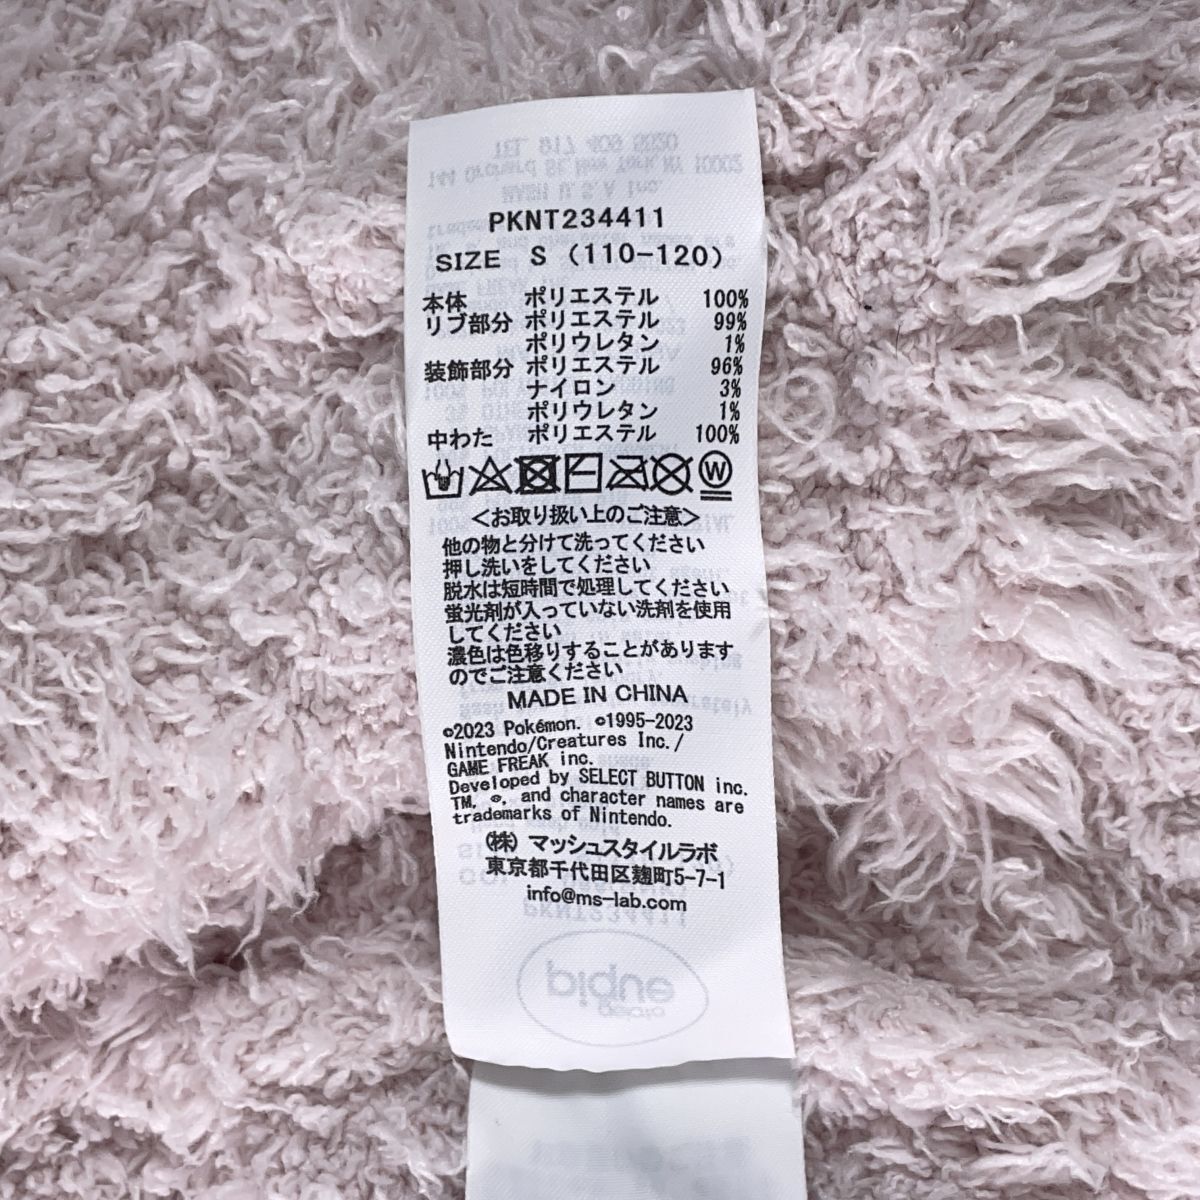 PKNT234411
SIZE S (110-120)
本体 ポリエステル 100%
リブ部分 ポリエステル 99%
ポリウレタン 1%
装飾部分 ポリエステル 96%
ナイロン 3%
ポリウレタン 1%
中わた ポリエステル 100%
W
<お取り扱い上のご注意>
他の物と分けて洗ってください
押し洗いをしてください
脱水は短時間で処理してください
蛍光剤が入っていない洗剤を使用
してください
濃色は色移りすることがあります
のでご注意ください
MADE IN CHINA
©2023 Pokémon. ©1995-2023
Nintendo/Creatures Inc./
GAME FREAK inc.
Developed by SELECT BUTTON inc.
TM, ®, and character names are
trademarks of Nintendo.
(株) マッシュスタイルラボ
東京都千代田区麹町5-7-1
info@ms-lab.com
gelato
pique